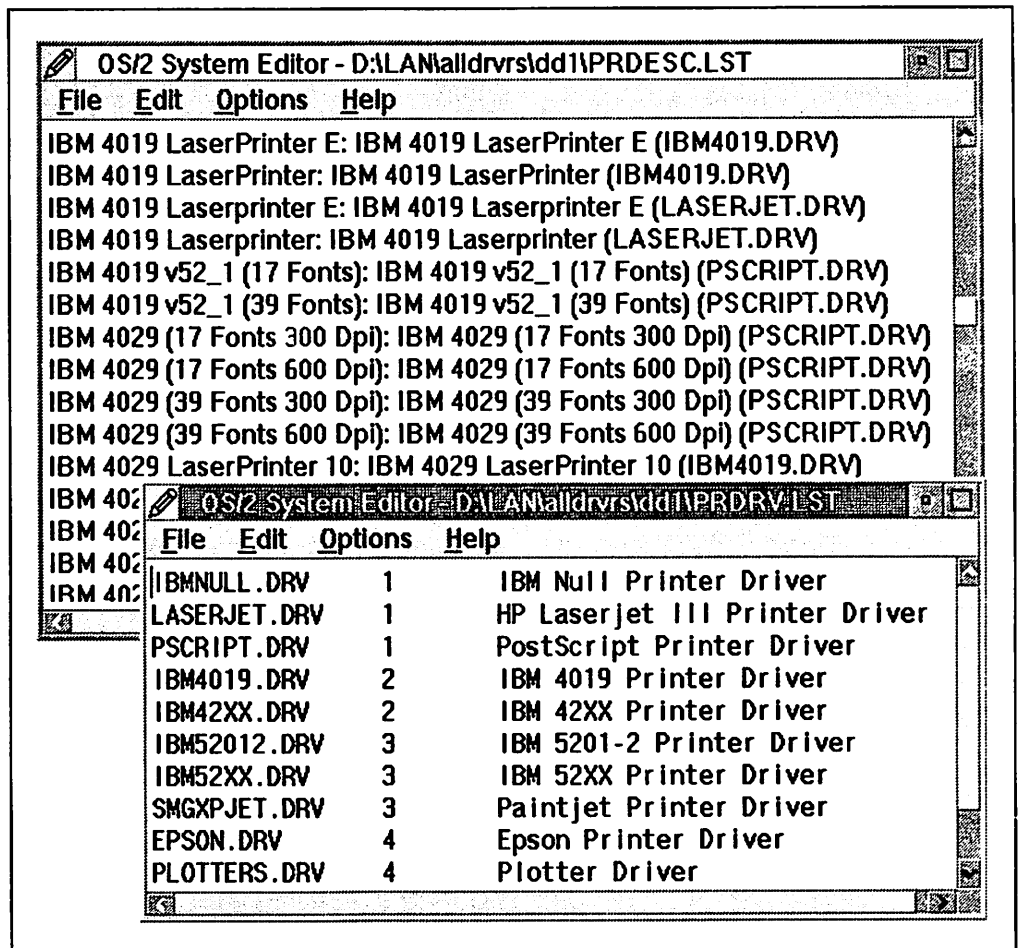 OS/2 System Editor - D:\LAN\alldrvrs\dd1\PRDESC.LST
File Edit Options Help
IBM 4019 LaserPrinter E: IBM 4019 LaserPrinter E (IBM4019.DRV)
IBM 4019 LaserPrinter: IBM 4019 LaserPrinter (IBM4019.DRV)
IBM 4019 Laserprinter E: IBM 4019 Laserprinter E (LASERJET.DRV)
IBM 4019 Laserprinter: IBM 4019 Laserprinter (LASERJET.DRV)
IBM 4019 v52_1 (17 Fonts): IBM 4019 v52_1 (17 Fonts) (PSCRIPT.DRV)
IBM 4019 v52_1 (39 Fonts): IBM 4019 v52_1 (39 Fonts) (PSCRIPT.DRV)
IBM 4029 (17 Fonts 300 Dpi): IBM 4029 (17 Fonts 300 Dpi) (PSCRIPT.DRV)
IBM 4029 (17 Fonts 600 Dpi): IBM 4029 (17 Fonts 600 Dpi) (PSCRIPT.DRV)
IBM 4029 (39 Fonts 300 Dpi): IBM 4029 (39 Fonts 300 Dpi) (PSCRIPT.DRV)
IBM 4029 (39 Fonts 600 Dpi): IBM 4029 (39 Fonts 600 Dpi) (PSCRIPT.DRV)
IBM 4029 LaserPrinter 10: IBM 4029 LaserPrinter 10 (IBM4019.DRV)
IBM 402
IBM 402
IBM 402
IBM 402
OS/2 System Editor - D:\LAN\alldrvrs\dd1\PRDRV.LST
File Edit Options Help
IBMNULL.DRV 1 IBM Null Printer Driver
LASERJET.DRV 1 HP Laserjet III Printer Driver
PSCRIPT.DRV 1 PostScript Printer Driver
IBM4019.DRV 2 IBM 4019 Printer Driver
IBM42XX.DRV 2 IBM 42XX Printer Driver
IBM52012.DRV 3 IBM 5201-2 Printer Driver
IBM52XX.DRV 3 IBM 52XX Printer Driver
SMGXPJET.DRV 3 Paintjet Printer Driver
EPSON.DRV 4 Epson Printer Driver
PLOTTERS.DRV 4 Plotter Driver